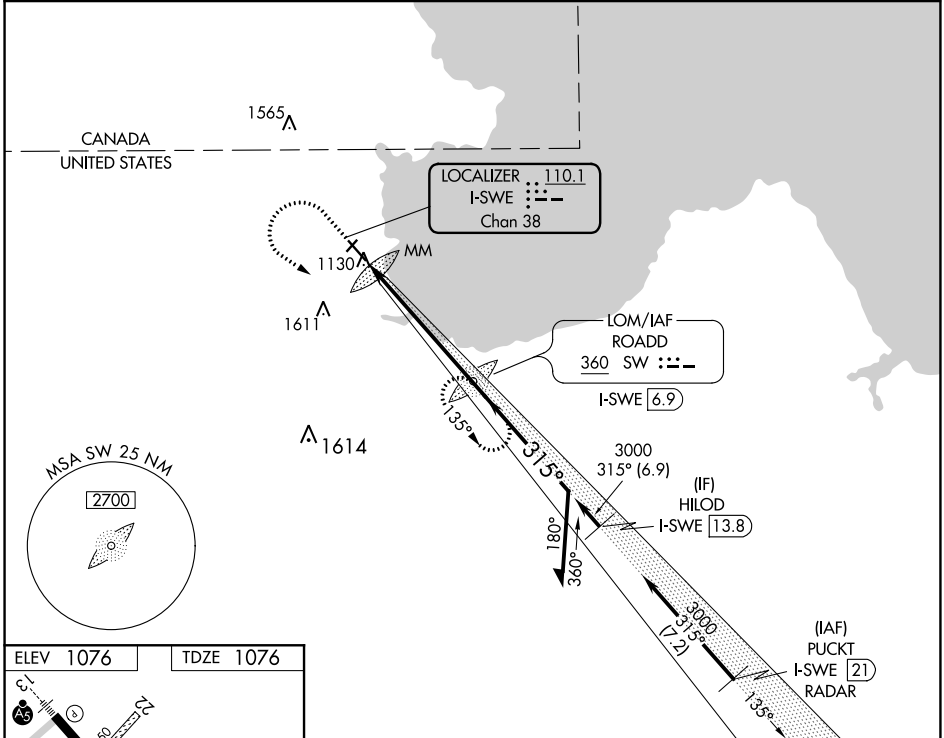 1565
CANADA
UNITED STATES
LOCALIZER 110.1
I-SWE
Chan 38
MM
1130
1611
LOM/IAF
ROADD
360 SW
I-SWE 6.9
135°
1614
315°
3000
315° (6.9)
(IF)
HILOD
I-SWE 13.8
MSA SW 25 NM
2700
180°
360°
3000
315°
(7.2)
(IAF)
PUCKT
I-SWE 21
RADAR
135°
ELEV 1076
TDZE 1076
13
22
A5
P
50